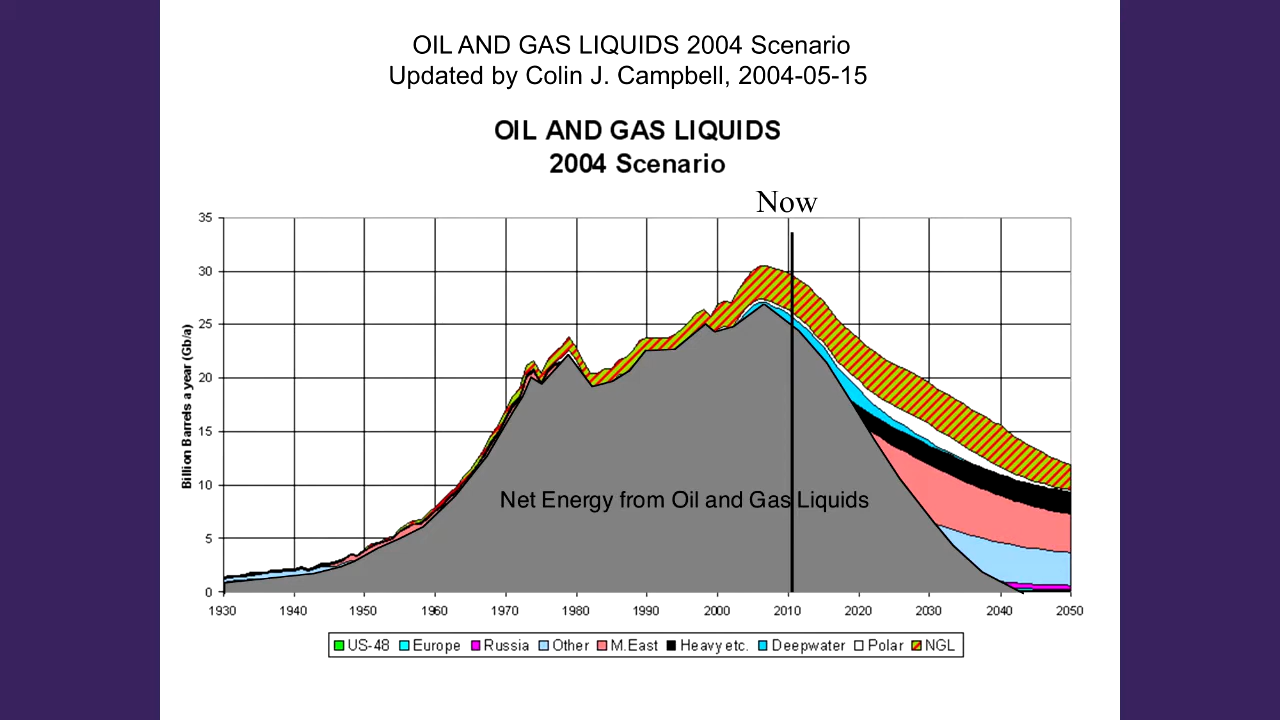 OIL AND GAS LIQUIDS 2004 Scenario
Updated by Colin J. Campbell, 2004-05-15
OIL AND GAS LIQUIDS
2004 Scenario
Now
35
30
25
20
15
10
5
0
Billion Barrels a year (Gb/a)
Net Energy from Oil and Gas Liquids
1930 1940 1950 1960 1970 1980 1990 2000 2010 2020 2030 2040 2050
US-48 Europe Russia Other M.East Heavy etc. Deepwater Polar NGL